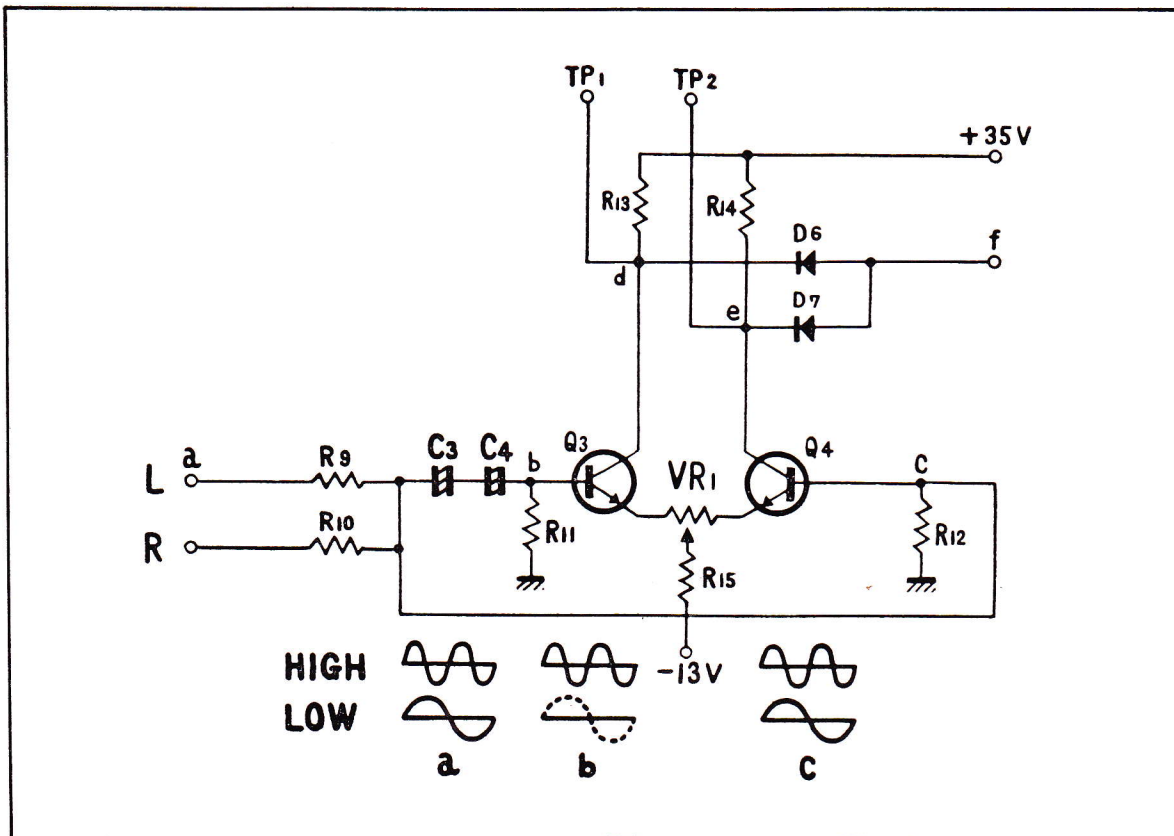 TP1 TP2
+35V
R13 R14
D6 f
d
D7
e
C3 C4 Q3 Q4
a R9 b VR1 C
L
R10 R11 R12
R
R15
HIGH -13V
LOW
a b c